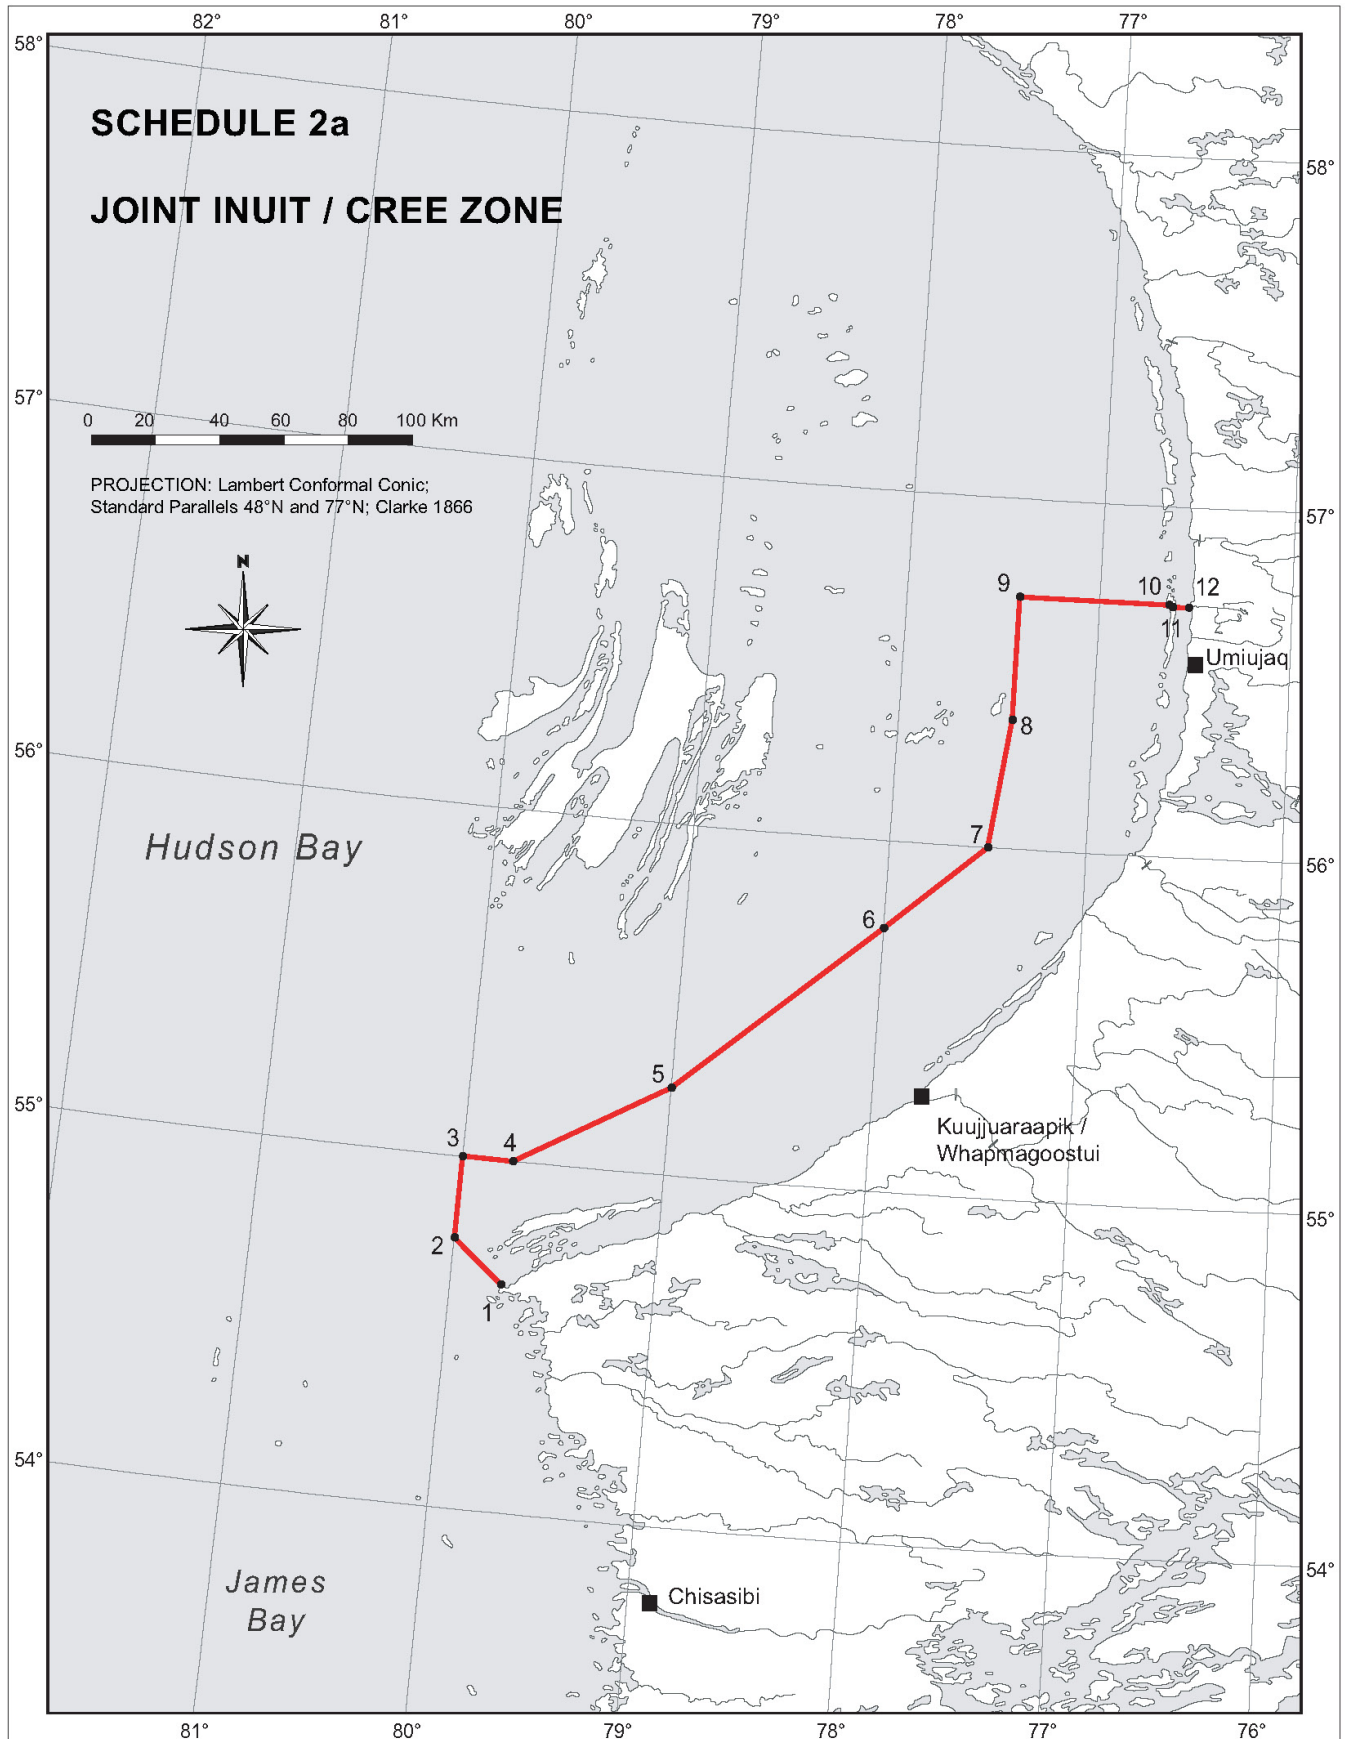 82° 81° 80° 79° 78° 77°
58°
SCHEDULE 2a
JOINT INUIT / CREE ZONE
58°
57°
0 20 40 60 80 100 Km
PROJECTION: Lambert Conformal Conic;
Standard Parallels 48°N and 77°N; Clarke 1866
57°
N
9 10 12
11
Umiujaq
8
56°
Hudson Bay
7
56°
6
5
55°
Kuujjuaraapik /
Whapmagoostui
3 4
55°
2
1
54°
54°
James
Bay
Chisasibi
81° 80° 79° 78° 77° 76°